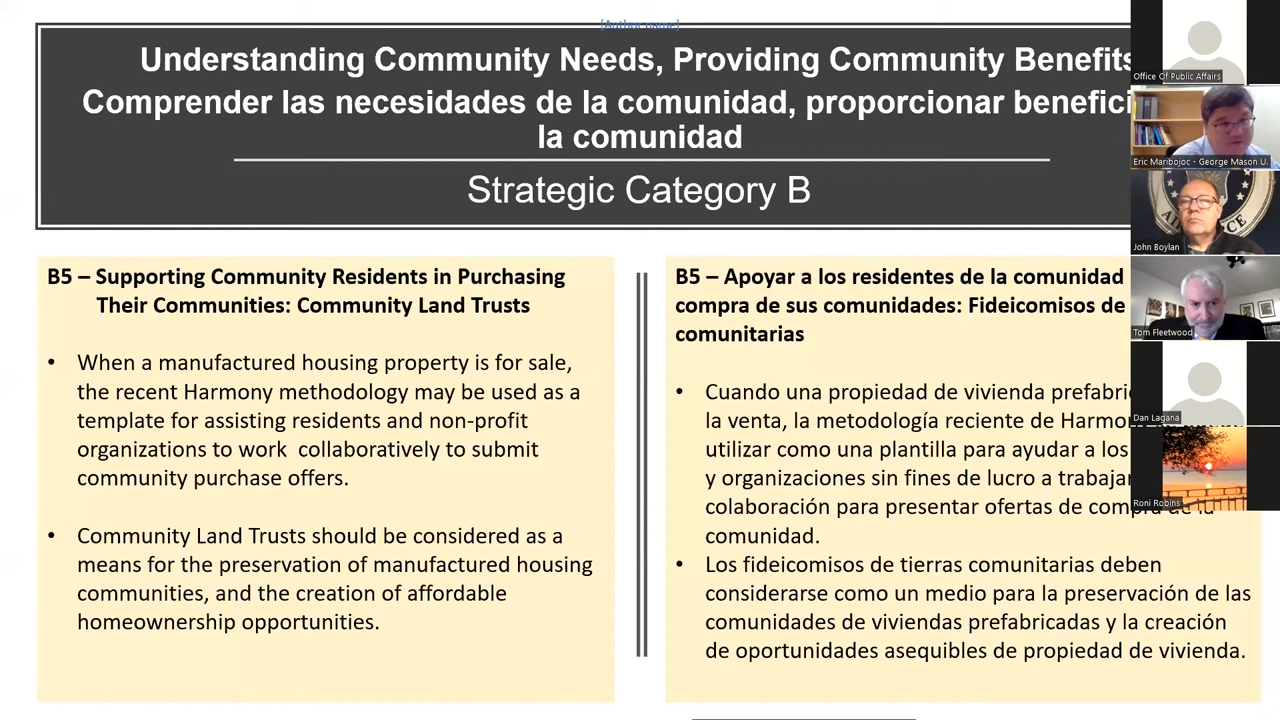 [Author name]
Understanding Community Needs, Providing Community Benefits
Comprender las necesidades de la comunidad, proporcionar benefici
la comunidad
Strategic Category B
B5 – Supporting Community Residents in Purchasing
Their Communities: Community Land Trusts
• When a manufactured housing property is for sale,
the recent Harmony methodology may be used as a
template for assisting residents and non-profit
organizations to work collaboratively to submit
community purchase offers.
• Community Land Trusts should be considered as a
means for the preservation of manufactured housing
communities, and the creation of affordable
homeownership opportunities.
B5 – Apoyar a los residentes de la comunidad
compra de sus comunidades: Fideicomisos de
comunitarias
• Cuando una propiedad de vivienda prefabri
la venta, la metodología reciente de Harmon
utilizar como una plantilla para ayudar a los
y organizaciones sin fines de lucro a trabajar
colaboración para presentar ofertas de compra de la
comunidad.
• Los fideicomisos de tierras comunitarias deben
considerarse como un medio para la preservación de las
comunidades de viviendas prefabricadas y la creación
de oportunidades asequibles de propiedad de vivienda.
Office Of Public Affairs
Eric Maribojoc - George Mason U.
John Boylan
Tom Fleetwood
Dan Lagana
Roni Robins